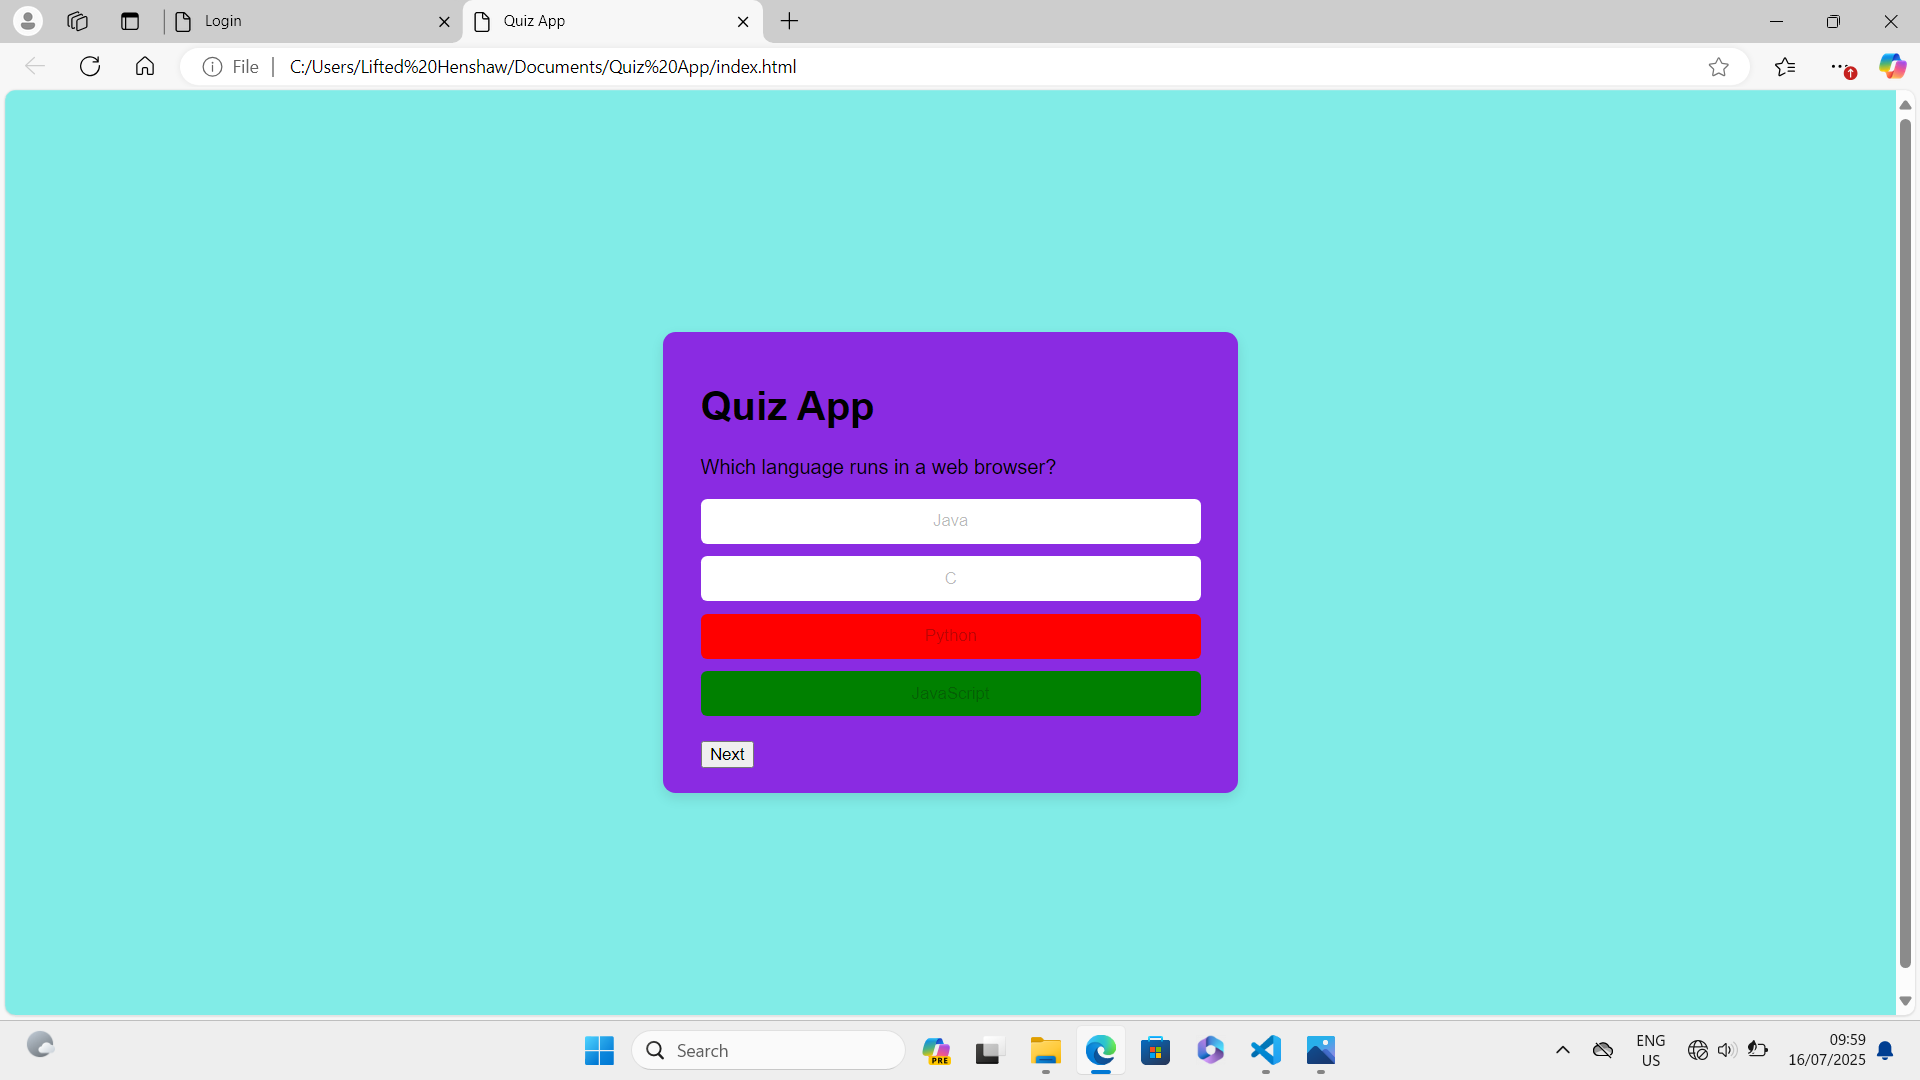 Login
Quiz App
File
C:/Users/Lifted%20Henshaw/Documents/Quiz%20App/index.html
Quiz App
Which language runs in a web browser?
Java
C
Python
JavaScript
Next
Search
PRE
ENG
US
09:59
16/07/2025